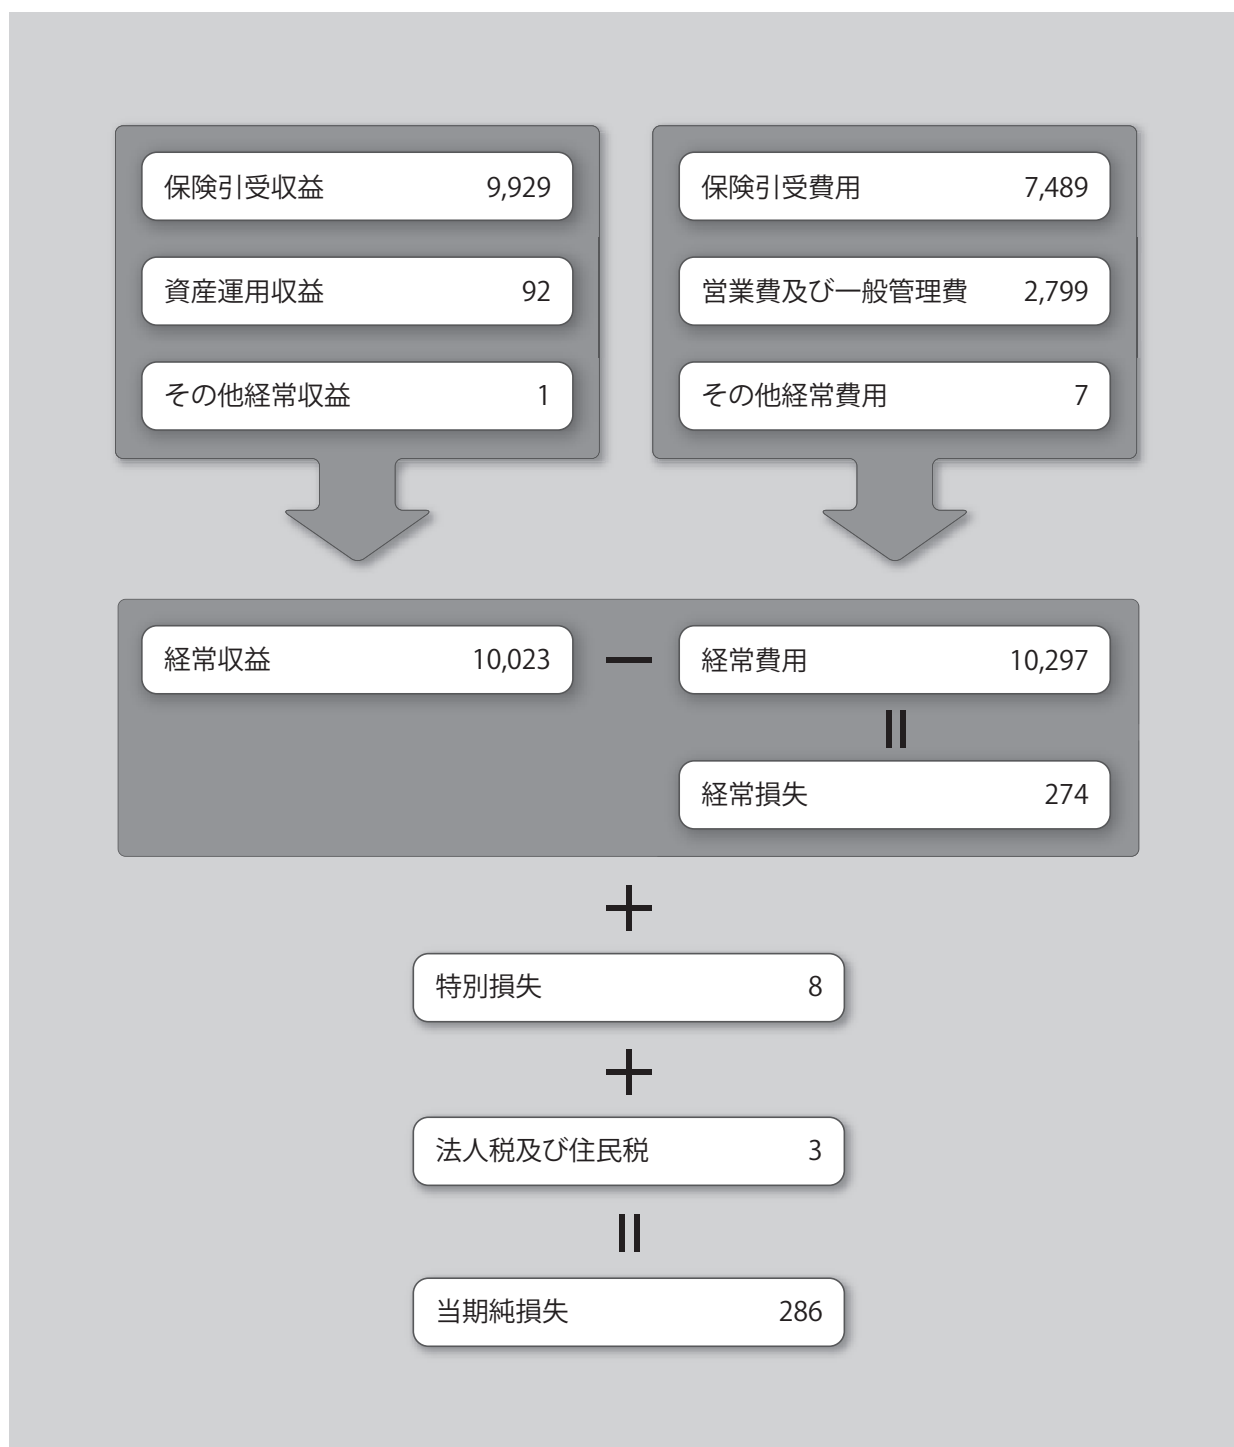 保険引受収益 9,929
資産運用収益 92
その他経常収益 1
保険引受費用 7,489
営業費及び一般管理費 2,799
その他経常費用 7
経常収益 10,023
－
経常費用 10,297
＝
経常損失 274
＋
特別損失 8
＋
法人税及び住民税 3
＝
当期純損失 286